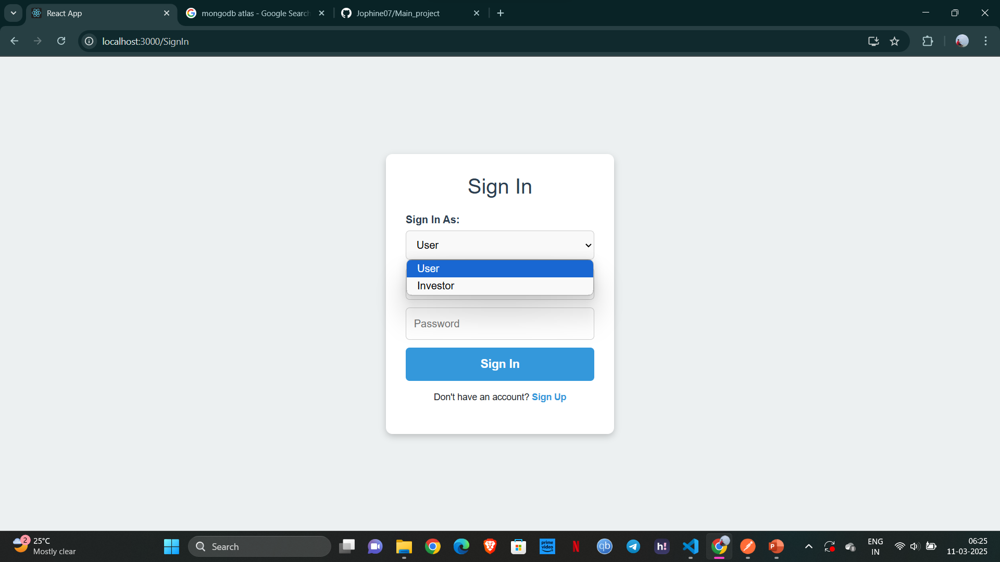 React App
mongodb atlas - Google Search
Jophine07/Main_project
localhost:3000/SignIn
Sign In
Sign In As:
User
User
Investor
Password
Sign In
Don't have an account? Sign Up
2
25°C
Mostly clear
Search
prime
video
N
qb
h!
P
ENG
IN
06:25
11-03-2025